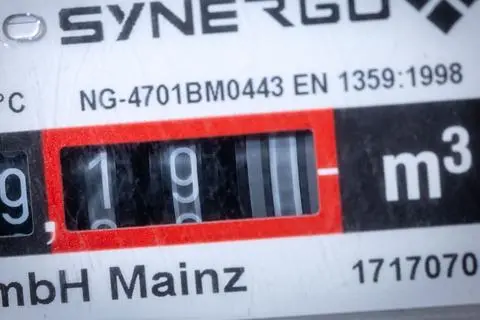 SYNERGO
°C NG-4701BM0443 EN 1359:1998
9,19 m³
mbH Mainz 1717070